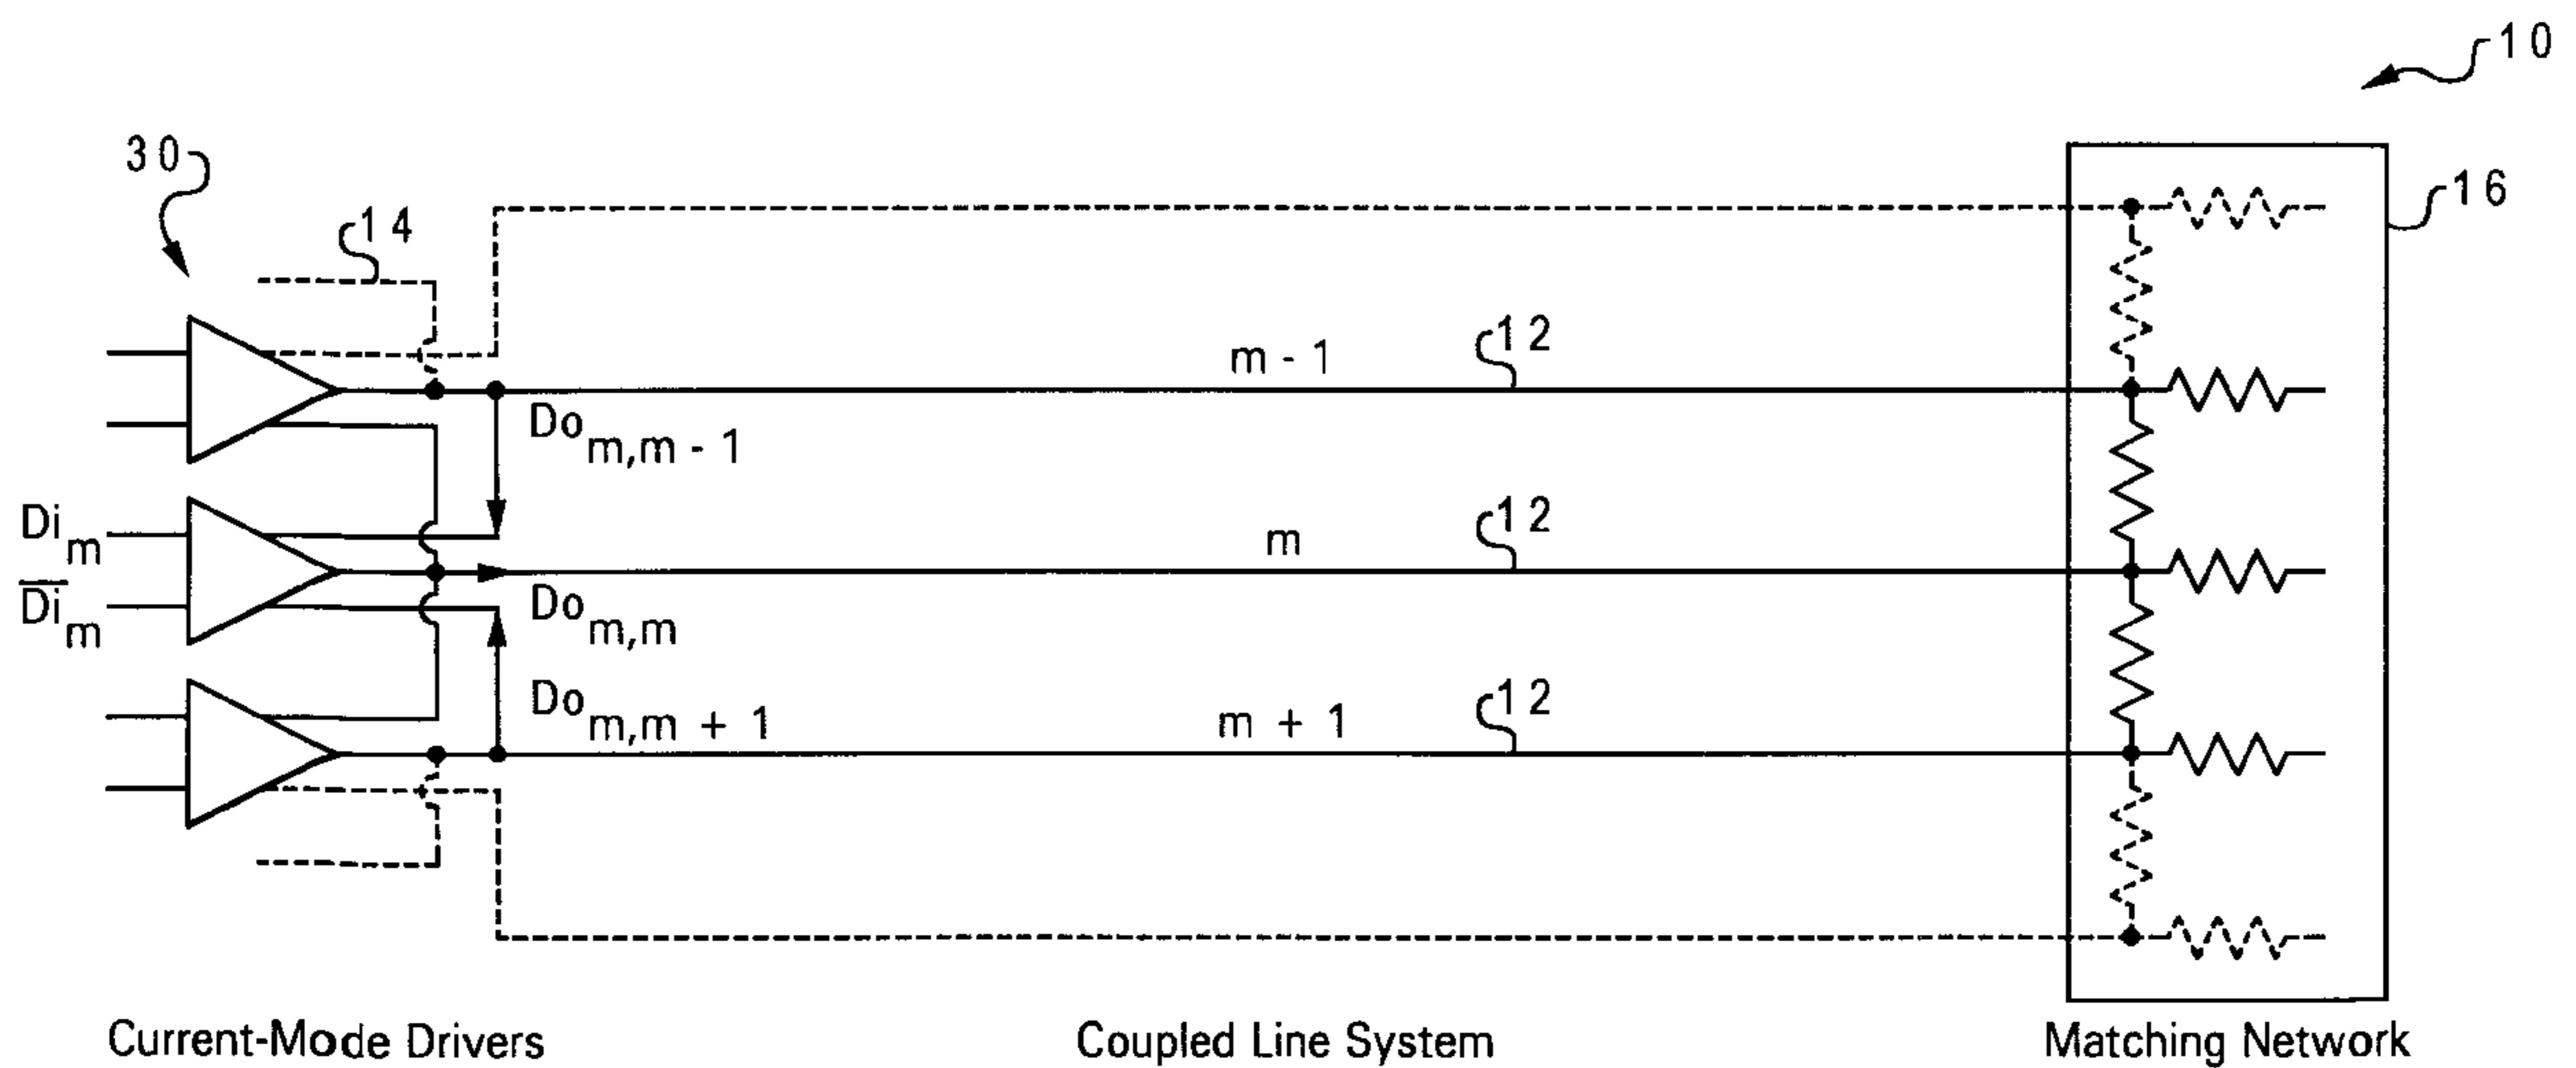 10
30
16
14
m - 1
12
Do m,m - 1
Di m
m
12
D̅i̅ m
Do m,m
Do m,m + 1
m + 1
12
Current-Mode Drivers
Coupled Line System
Matching Network